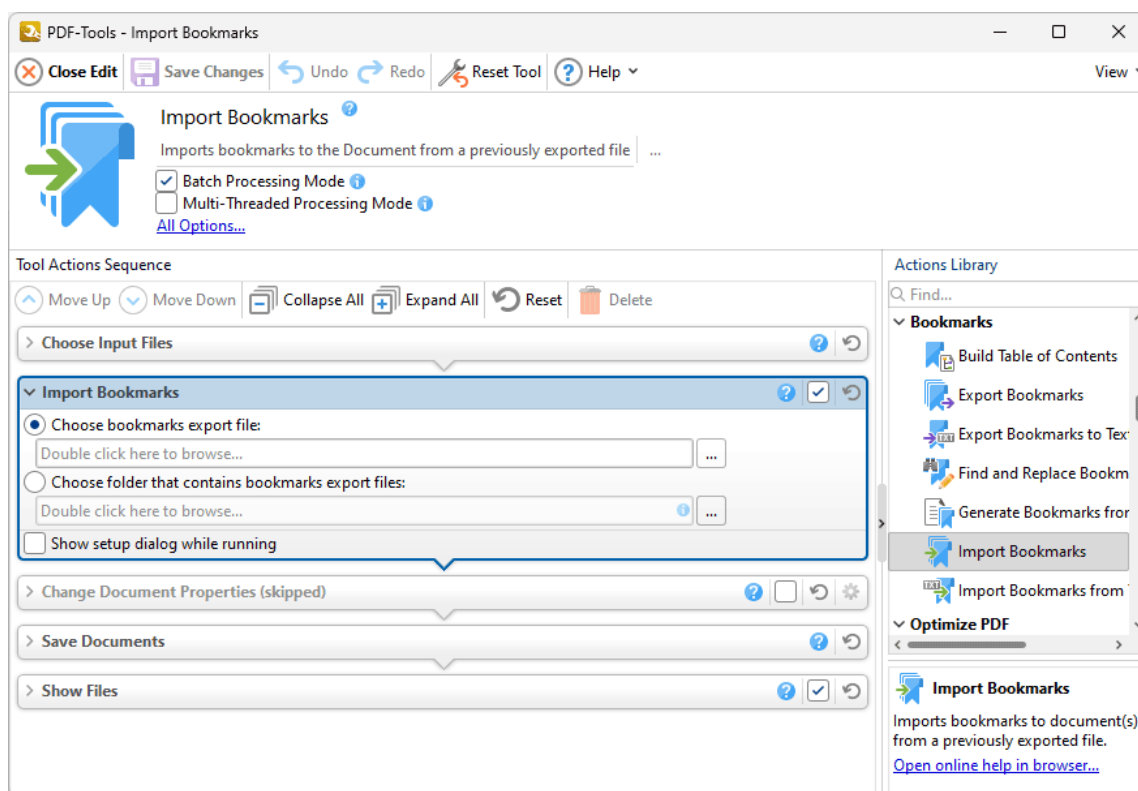 PDF-Tools - Import Bookmarks
Close Edit Save Changes Undo Redo Reset Tool Help View
Import Bookmarks
Imports bookmarks to the Document from a previously exported file ...
Batch Processing Mode
Multi-Threaded Processing Mode
All Options...
Tool Actions Sequence
Move Up Move Down Collapse All Expand All Reset Delete
Choose Input Files
Import Bookmarks
Choose bookmarks export file:
Double click here to browse... ...
Choose folder that contains bookmarks export files:
Double click here to browse... ...
Show setup dialog while running
Change Document Properties (skipped)
Save Documents
Show Files
Actions Library
Find...
Bookmarks
Build Table of Contents
Export Bookmarks
Export Bookmarks to Tex
Find and Replace Bookm
Generate Bookmarks fror
Import Bookmarks
Import Bookmarks from
Optimize PDF
Import Bookmarks
Imports bookmarks to document(s)
from a previously exported file.
Open online help in browser...